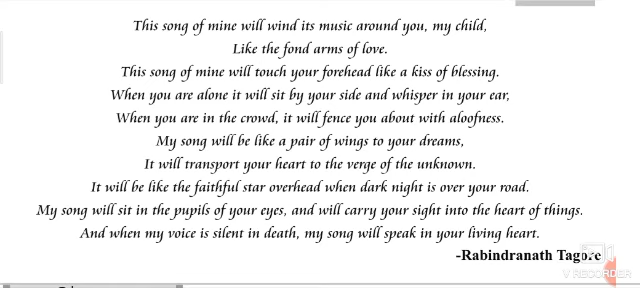 This song of mine will wind its music around you, my child,
Like the fond arms of love.
This song of mine will touch your forehead like a kiss of blessing.
When you are alone it will sit by your side and whisper in your ear,
When you are in the crowd, it will fence you about with aloofness.
My song will be like a pair of wings to your dreams,
It will transport your heart to the verge of the unknown.
It will be like the faithful star overhead when dark night is over your road.
My song will sit in the pupils of your eyes, and will carry your sight into the heart of things.
And when my voice is silent in death, my song will speak in your living heart.
-Rabindranath Tagore
V RECORDER